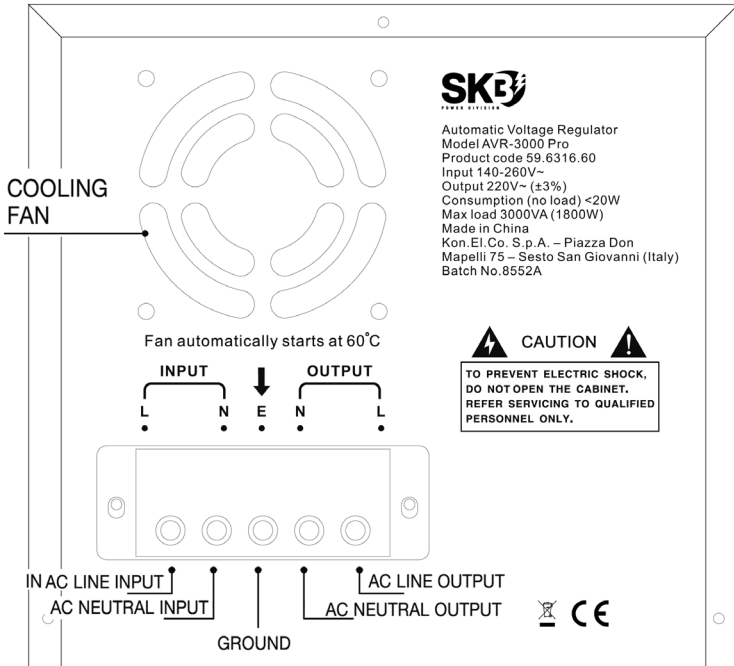 SKB
POWER DIVISION
Automatic Voltage Regulator
Model AVR-3000 Pro
Product code 59.6316.60
Input 140-260V~
Output 220V~ (±3%)
Consumption (no load) <20W
Max load 3000VA (1800W)
Made in China
Kon.El.Co. S.p.A. – Piazza Don
Mapelli 75 – Sesto San Giovanni (Italy)
Batch No.8552A
COOLING
FAN
Fan automatically starts at 60°C
INPUT OUTPUT
L N E N L
CAUTION
TO PREVENT ELECTRIC SHOCK,
DO NOT OPEN THE CABINET.
REFER SERVICING TO QUALIFIED
PERSONNEL ONLY.
IN AC LINE INPUT
AC LINE OUTPUT
AC NEUTRAL INPUT
AC NEUTRAL OUTPUT
GROUND
CE